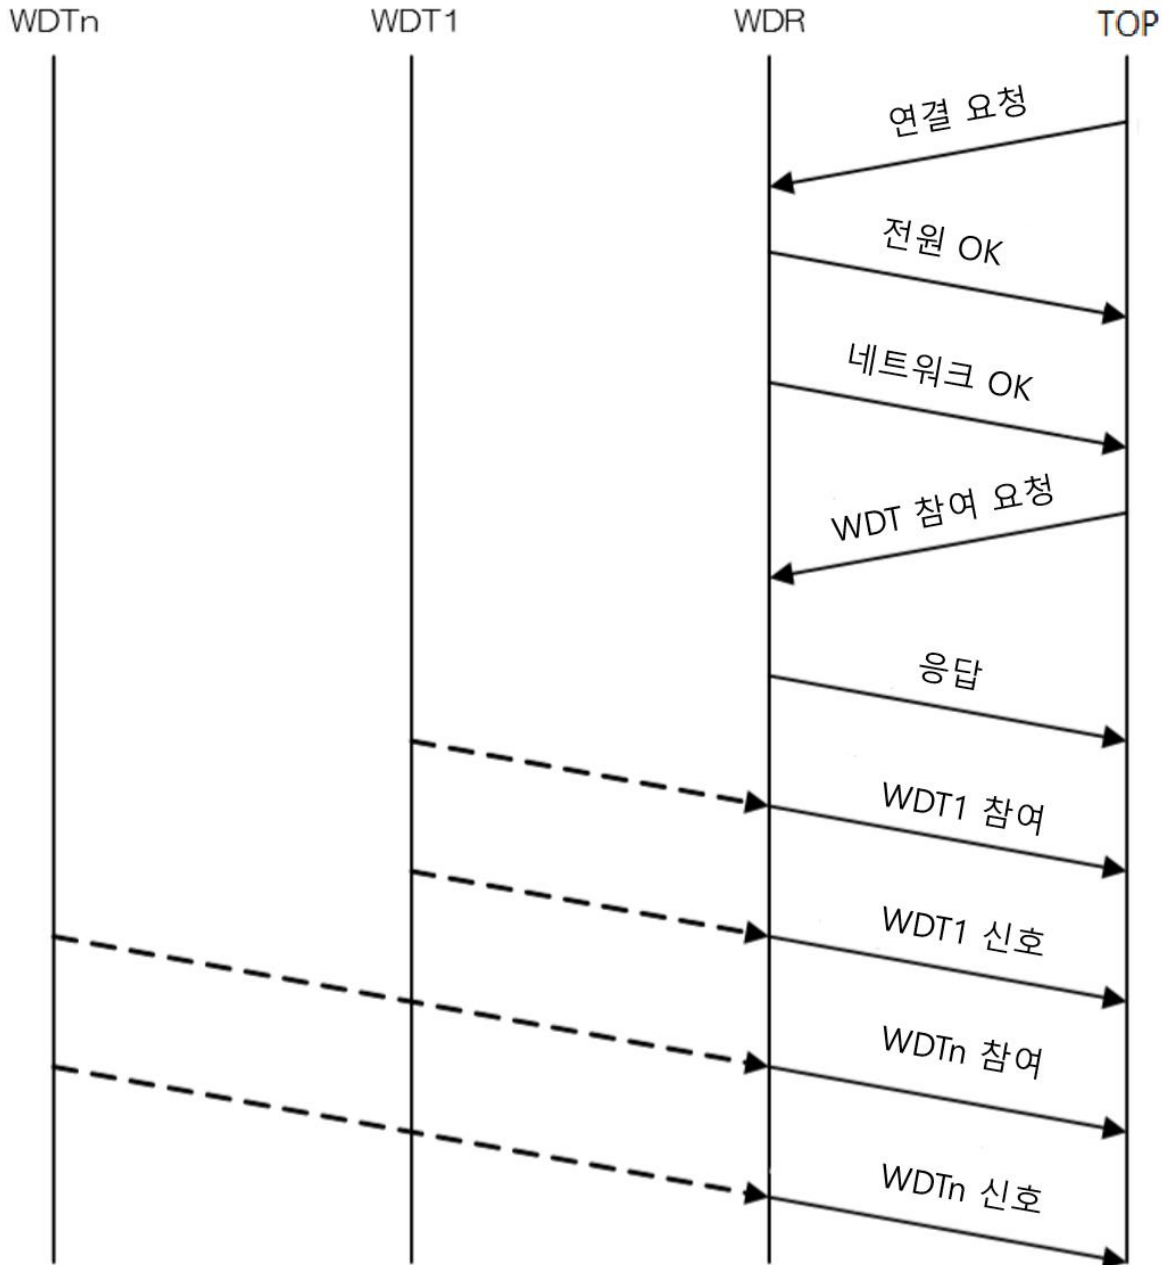 WDTn
WDT1
WDR
TOP
연결 요청
전원 OK
네트워크 OK
WDT 참여 요청
응답
WDT1 참여
WDT1 신호
WDTn 참여
WDTn 신호